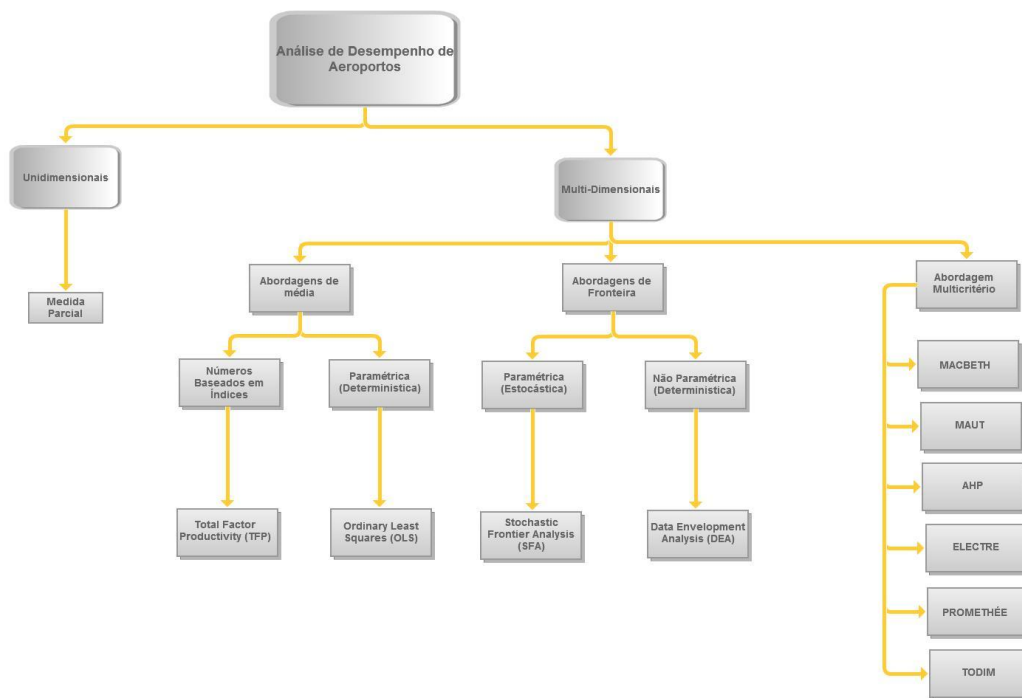 Análise de Desempenho de
Aeroportos
Unidimensionais
Multi-Dimensionais
Medida
Parcial
Abordagens de
média
Abordagens de
Fronteira
Abordagem
Multicritério
Números
Baseados em
Índices
Paramétrica
(Determinística)
Paramétrica
(Estocástica)
Não Paramétrica
(Determinística)
Total Factor
Productivity (TFP)
Ordinary Least
Squares (OLS)
Stochastic
Frontier Analysis
(SFA)
Data Envelopment
Analysis (DEA)
MACBETH
MAUT
AHP
ELECTRE
PROMETHÉE
TODIM